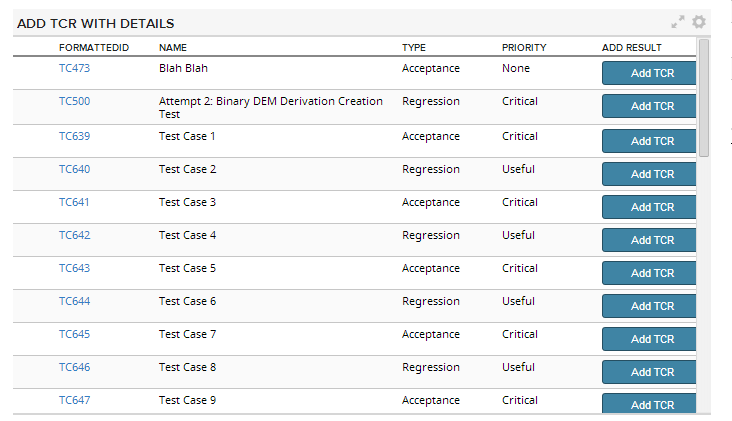 ADD TCR WITH DETAILS
FORMATTEDID NAME TYPE PRIORITY ADD RESULT
TC473 Blah Blah Acceptance None Add TCR
TC500 Attempt 2: Binary DEM Derivation Creation Regression Critical Add TCR
Test
TC639 Test Case 1 Acceptance Critical Add TCR
TC640 Test Case 2 Regression Useful Add TCR
TC641 Test Case 3 Acceptance Critical Add TCR
TC642 Test Case 4 Regression Useful Add TCR
TC643 Test Case 5 Acceptance Critical Add TCR
TC644 Test Case 6 Regression Useful Add TCR
TC645 Test Case 7 Acceptance Critical Add TCR
TC646 Test Case 8 Regression Useful Add TCR
TC647 Test Case 9 Acceptance Critical Add TCR